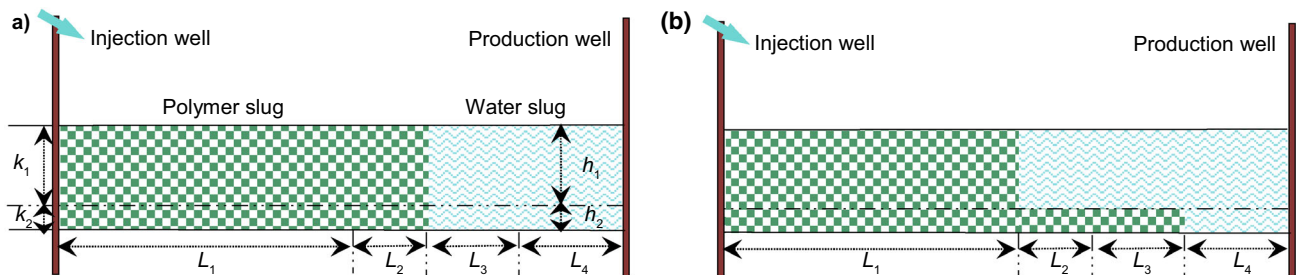 a)
Injection well
Production well
Polymer slug
Water slug
k1
h1
k2
h2
L1
L2
L3
L4
(b)
Injection well
Production well
L1
L2
L3
L4